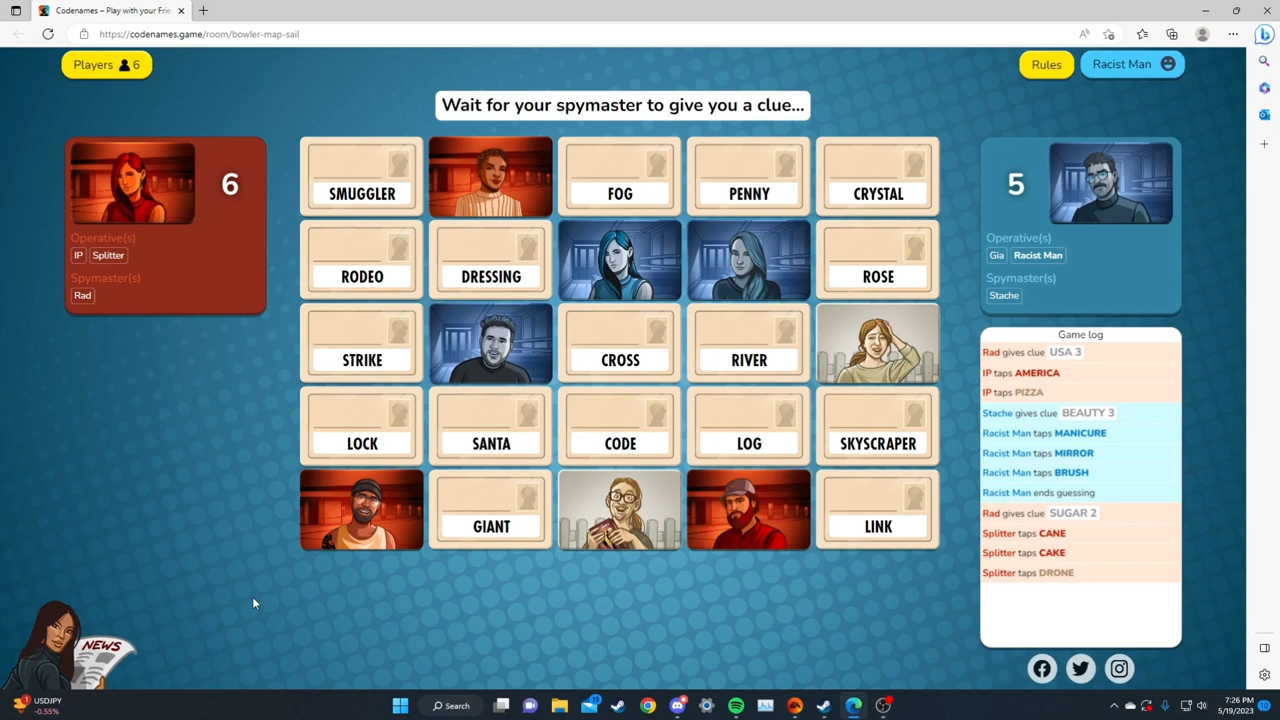 Codenames – Play with your Frie
https://codenames.game/room/bowler-map-sail
Players 6
Rules
Racist Man
Wait for your spymaster to give you a clue...
6
Operative(s)
IP Splitter
Spymaster(s)
Rad
SMUGGLER
FOG
PENNY
CRYSTAL
RODEO
DRESSING
ROSE
STRIKE
CROSS
RIVER
LOCK
SANTA
CODE
LOG
SKYSCRAPER
GIANT
LINK
5
Operative(s)
Gia Racist Man
Spymaster(s)
Stache
Game log
Rad gives clue USA 3
IP taps AMERICA
IP taps PIZZA
Stache gives clue BEAUTY 3
Racist Man taps MANICURE
Racist Man taps MIRROR
Racist Man taps BRUSH
Racist Man ends guessing
Rad gives clue SUGAR 2
Splitter taps CANE
Splitter taps CAKE
Splitter taps DRONE
NEWS
USDJPY
-0.55%
Search
7:26 PM
5/19/2023